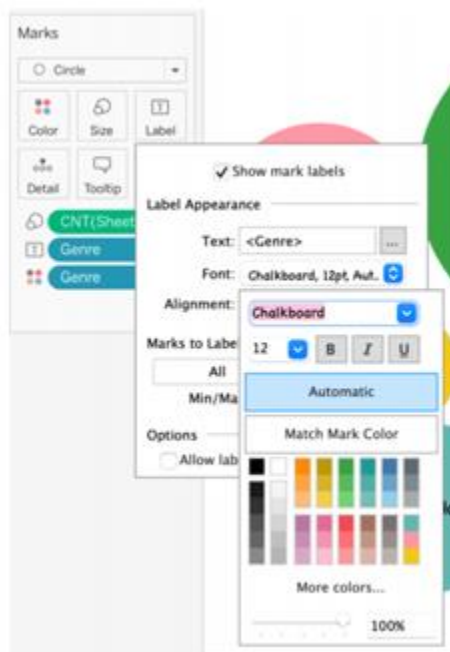 Marks
Circle
Color Size Label
Detail Tooltip
CNT(Sheet
Genre
Genre
Show mark labels
Label Appearance
Text: <Genre> ...
Font: Chalkboard, 12pt, Aut..
Alignment:
Chalkboard
12 B I U
Marks to Labe
All
Min/Ma
Automatic
Match Mark Color
Options
Allow lab
More colors...
100%